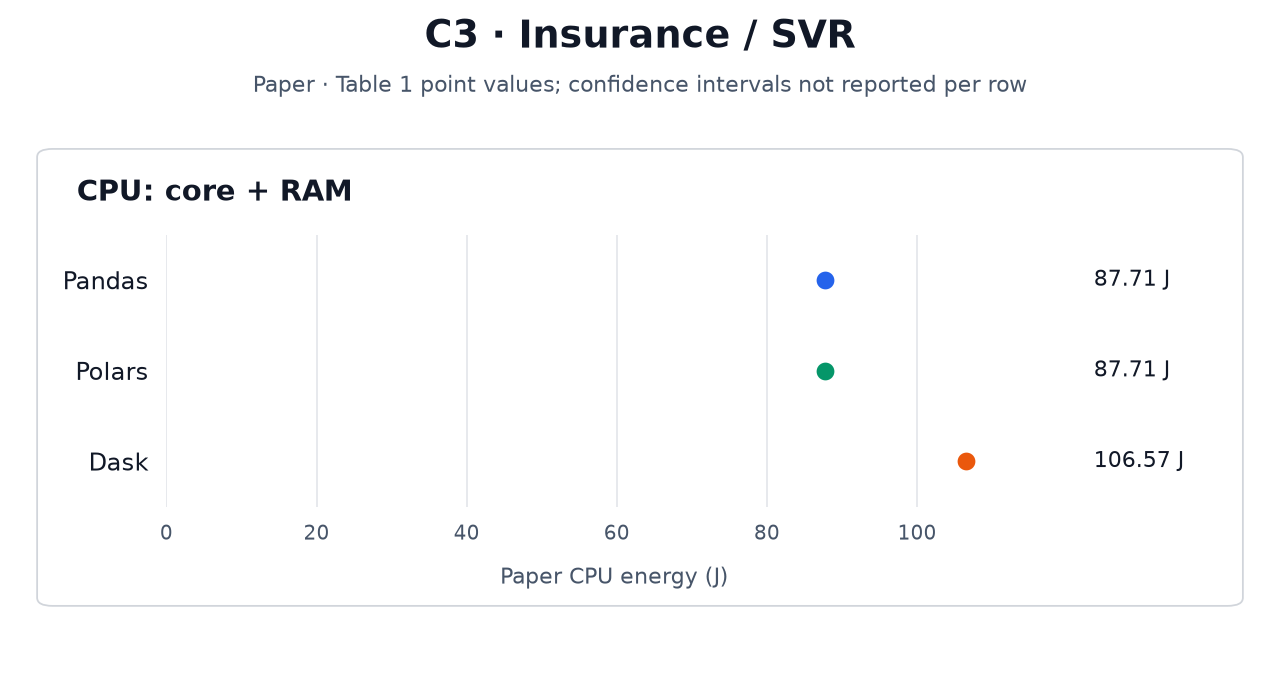 C3 · Insurance / SVR
Paper · Table 1 point values; confidence intervals not reported per row
CPU: core + RAM
Pandas 87.71 J
Polars 87.71 J
Dask 106.57 J
0 20 40 60 80 100
Paper CPU energy (J)